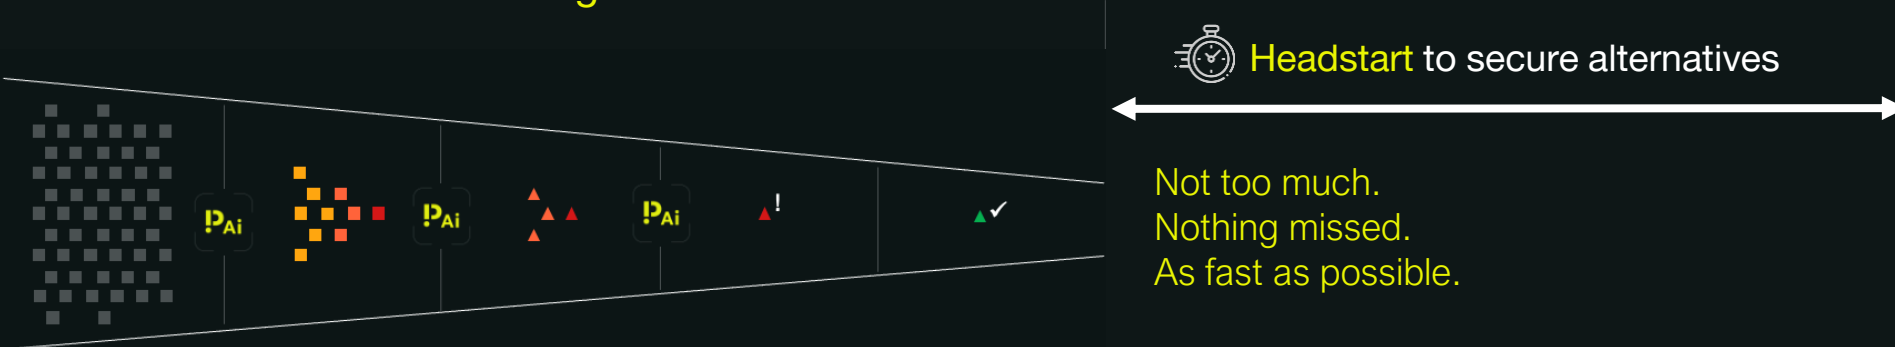 !PAi
!PAi
!PAi
!
Headstart to secure alternatives
Not too much.
Nothing missed.
As fast as possible.